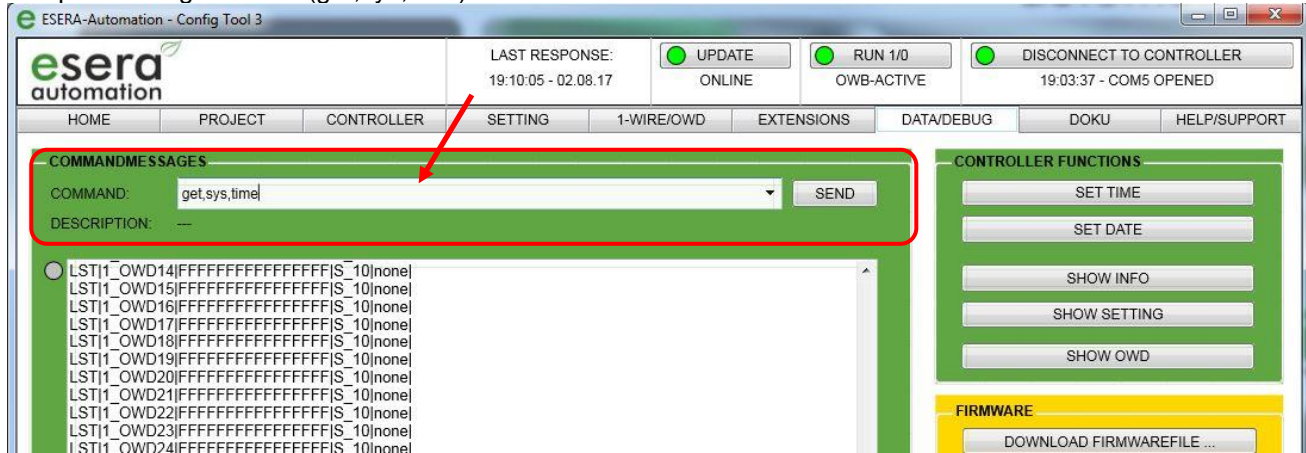 ESERA-Automation - Config Tool 3
esera
automation
LAST RESPONSE:
19:10:05 - 02.08.17
UPDATE
ONLINE
RUN 1/0
OWB-ACTIVE
DISCONNECT TO CONTROLLER
19:03:37 - COM5 OPENED
HOME PROJECT CONTROLLER SETTING 1-WIRE/OWD EXTENSIONS DATA/DEBUG DOKU HELP/SUPPORT
COMMANDMESSAGES
COMMAND: get,sys,time SEND
DESCRIPTION: ---
LST|1_OWD14|FFFFFFFFFFFFFFFF|S_10|none|
LST|1_OWD15|FFFFFFFFFFFFFFFF|S_10|none|
LST|1_OWD16|FFFFFFFFFFFFFFFF|S_10|none|
LST|1_OWD17|FFFFFFFFFFFFFFFF|S_10|none|
LST|1_OWD18|FFFFFFFFFFFFFFFF|S_10|none|
LST|1_OWD19|FFFFFFFFFFFFFFFF|S_10|none|
LST|1_OWD20|FFFFFFFFFFFFFFFF|S_10|none|
LST|1_OWD21|FFFFFFFFFFFFFFFF|S_10|none|
LST|1_OWD22|FFFFFFFFFFFFFFFF|S_10|none|
LST|1_OWD23|FFFFFFFFFFFFFFFF|S_10|none|
LST|1_OWD24|FFFFFFFFFFFFFFFF|S_10|none|
CONTROLLER FUNCTIONS
SET TIME
SET DATE
SHOW INFO
SHOW SETTING
SHOW OWD
FIRMWARE
DOWNLOAD FIRMWAREFILE ...